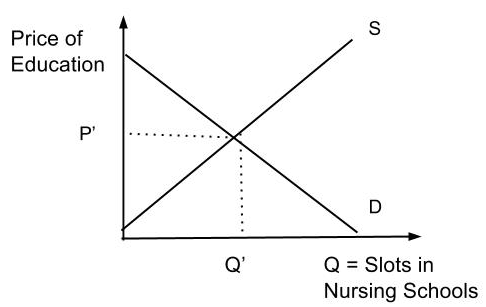 Price of
Education
S
P'
D
Q'
Q = Slots in
Nursing Schools